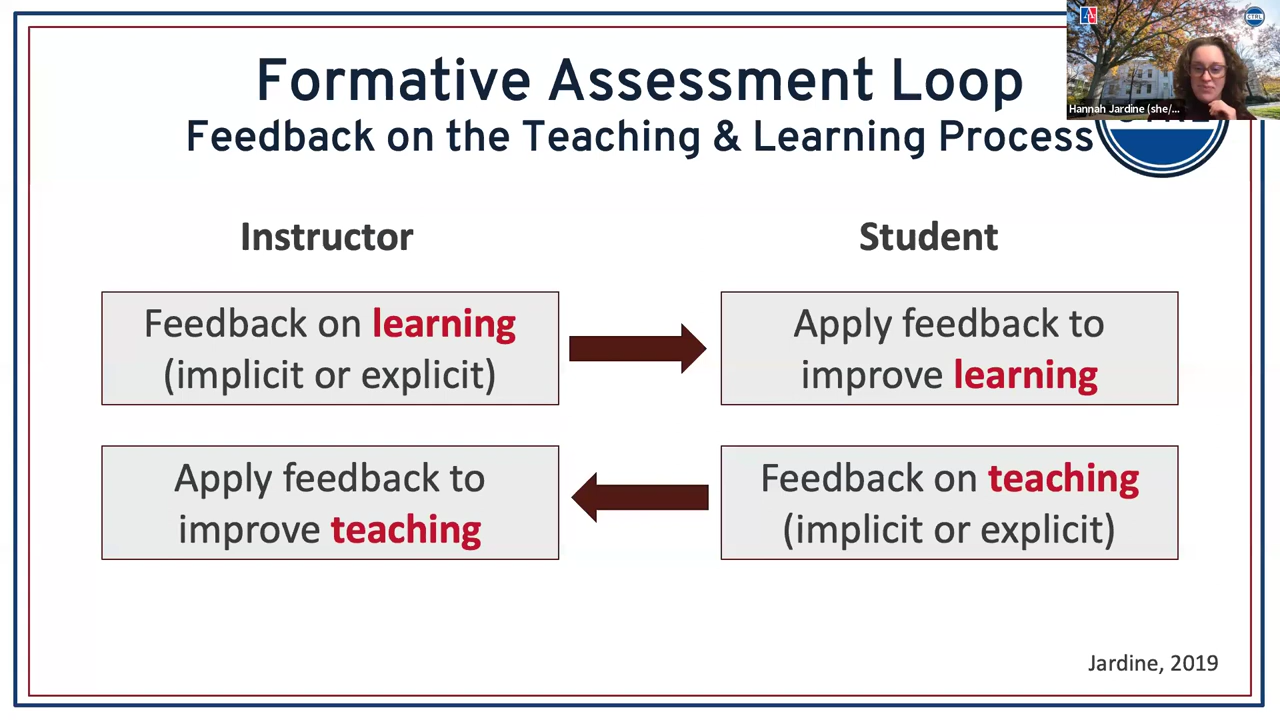 Formative Assessment Loop
Feedback on the Teaching & Learning Process
Hannah Jardine (she/...
CTRL
Instructor
Student
Feedback on learning
(implicit or explicit)
Apply feedback to
improve learning
Apply feedback to
improve teaching
Feedback on teaching
(implicit or explicit)
Jardine, 2019